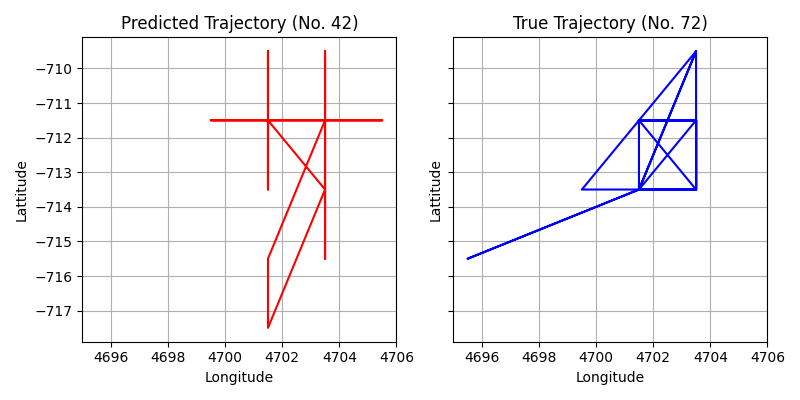 Predicted Trajectory (No. 42)
True Trajectory (No. 72)
−710
−711
−712
−713
−714
−715
−716
−717
Lattitude
Lattitude
4696 4698 4700 4702 4704 4706
4696 4698 4700 4702 4704 4706
Longitude
Longitude